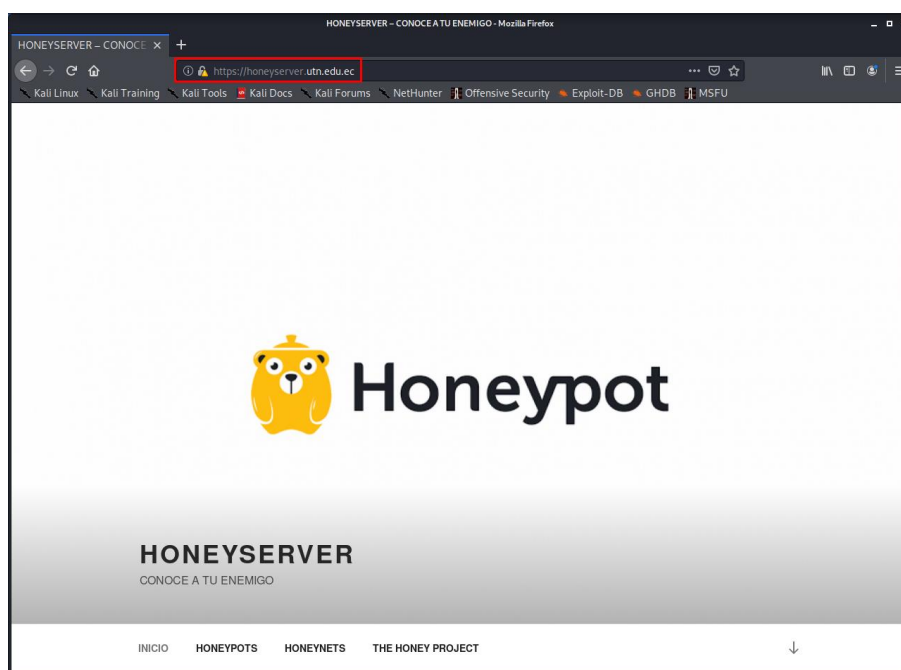 HONEYSERVER – CONOCE A TU ENEMIGO - Mozilla Firefox
HONEYSERVER – CONOCE
https://honeyserver.utn.edu.ec
Kali Linux Kali Training Kali Tools Kali Docs Kali Forums NetHunter Offensive Security Exploit-DB GHDB MSFU
Honeypot
HONEYSERVER
CONOCE A TU ENEMIGO
INICIO HONEYPOTS HONEYNETS THE HONEY PROJECT